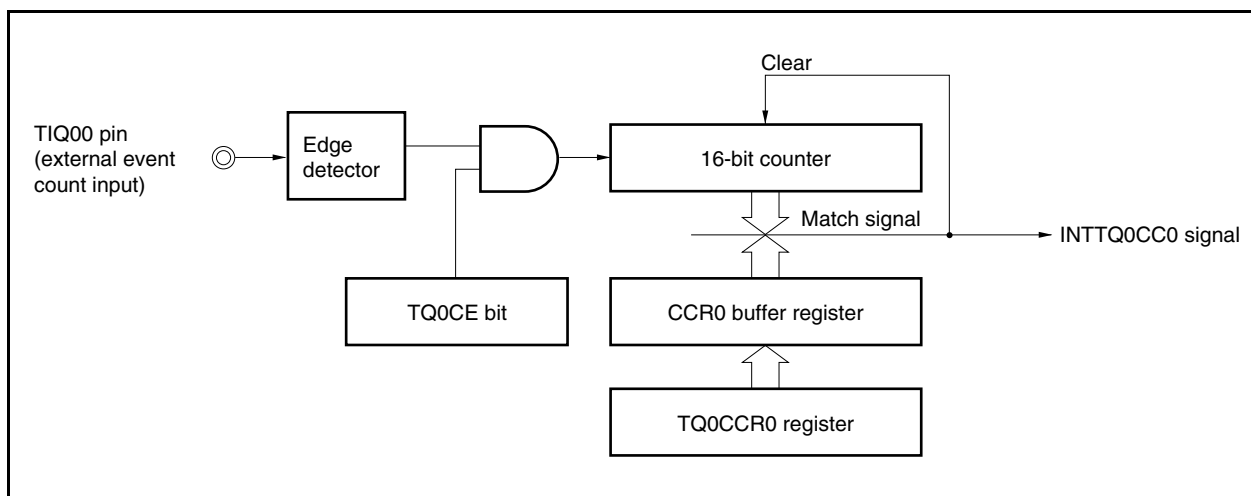 Clear
TIQ00 pin
(external event
count input)
Edge
detector
16-bit counter
Match signal
INTTQ0CC0 signal
TQ0CE bit
CCR0 buffer register
TQ0CCR0 register